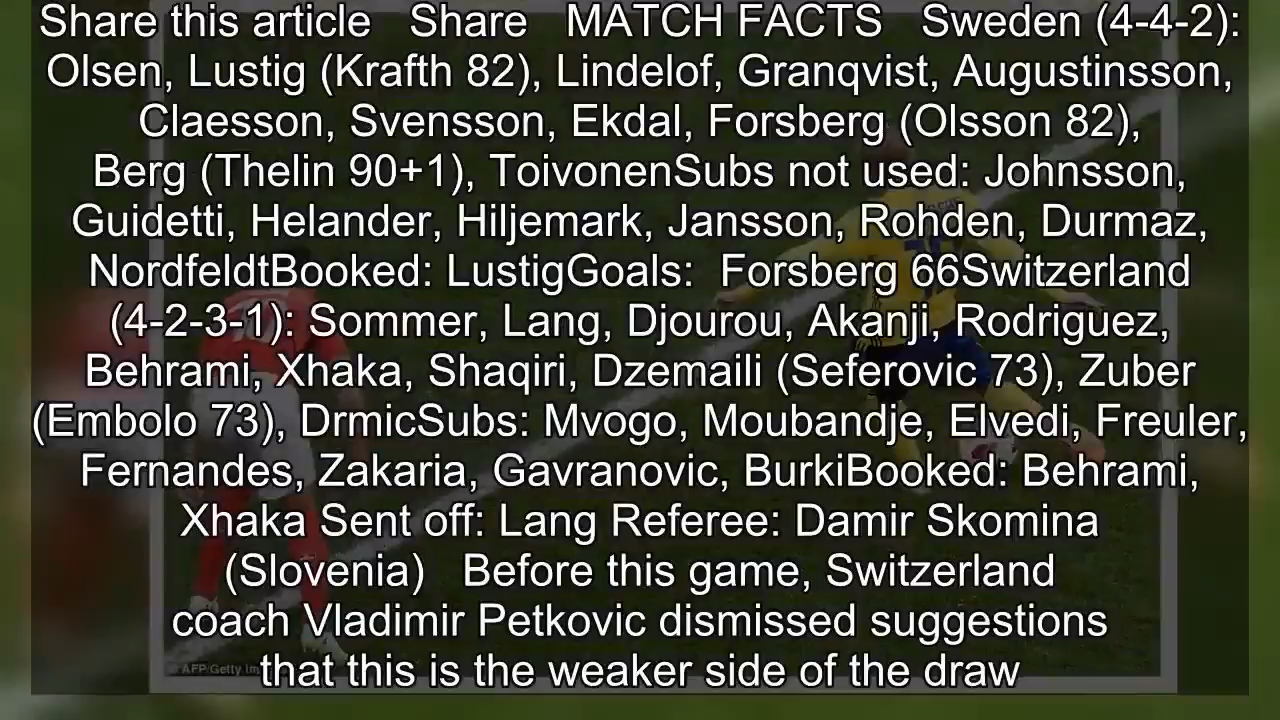 Share this article   Share   MATCH FACTS   Sweden (4-4-2):
Olsen, Lustig (Krafth 82), Lindelof, Granqvist, Augustinsson,
Claesson, Svensson, Ekdal, Forsberg (Olsson 82),
Berg (Thelin 90+1), ToivonenSubs not used: Johnsson,
Guidetti, Helander, Hiljemark, Jansson, Rohden, Durmaz,
NordfeldtBooked: LustigGoals:  Forsberg 66Switzerland
(4-2-3-1): Sommer, Lang, Djourou, Akanji, Rodriguez,
Behrami, Xhaka, Shaqiri, Dzemaili (Seferovic 73), Zuber
(Embolo 73), DrmicSubs: Mvogo, Moubandje, Elvedi, Freuler,
Fernandes, Zakaria, Gavranovic, BurkiBooked: Behrami,
Xhaka Sent off: Lang Referee: Damir Skomina
(Slovenia)   Before this game, Switzerland
coach Vladimir Petkovic dismissed suggestions
that this is the weaker side of the draw
AFP/Getty